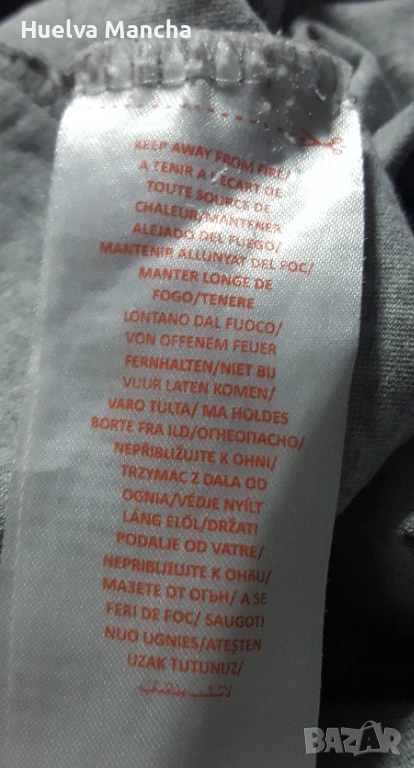 Huelva Mancha
KEEP AWAY FROM FIRE/
A TENIR A L'ECART DE
TOUTE SOURCE DE
CHALEUR/MANTENER
ALEJADO DEL FUEGO/
MANTENIR ALLUNYAT DEL FOC/
MANTER LONGE DE
FOGO/TENERE
LONTANO DAL FUOCO/
VON OFFENEM FEUER
FERNHALTEN/NIET BIJ
VUUR LATEN KOMEN/
VARO TULTA/ MA HOLDES
BORTE FRA ILD/ОГНЕОПАСНО/
NEPŘIBLIŽUJTE K OHNI/
TRZYMAC Z DALA OD
OGNIA/VÉDJE NYÍLT
LÁNG ELŐL/DRŽATI
PODALJE OD VATRE/
NEPRIBLIŽUJTE K OHŇU/
МАЗЕТЕ ОТ ОГЪН/ A SE
FERI DE FOC/ SAUGOTI
NUO UGNIES/ATEŞTEN
UZAK TUTUNUZ/
BAZAR